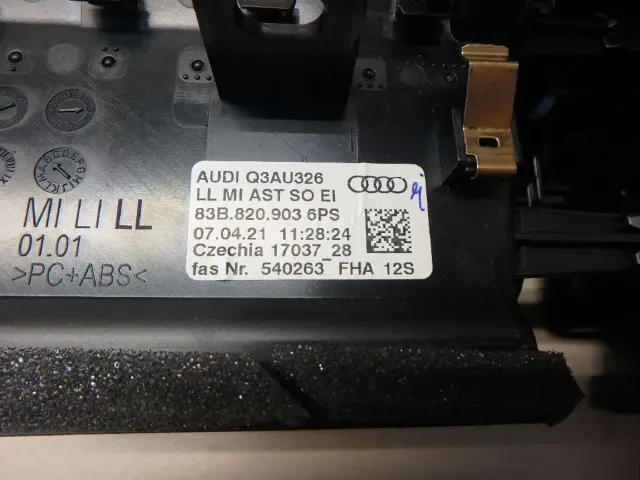 AUDI Q3AU326
LL MI AST SO EI
83B.820.903 6PS
07.04.21 11:28:24
Czechia 17037_28
fas Nr. 540263 FHA 12S
MI LI LL
01.01
>PC+ABS<